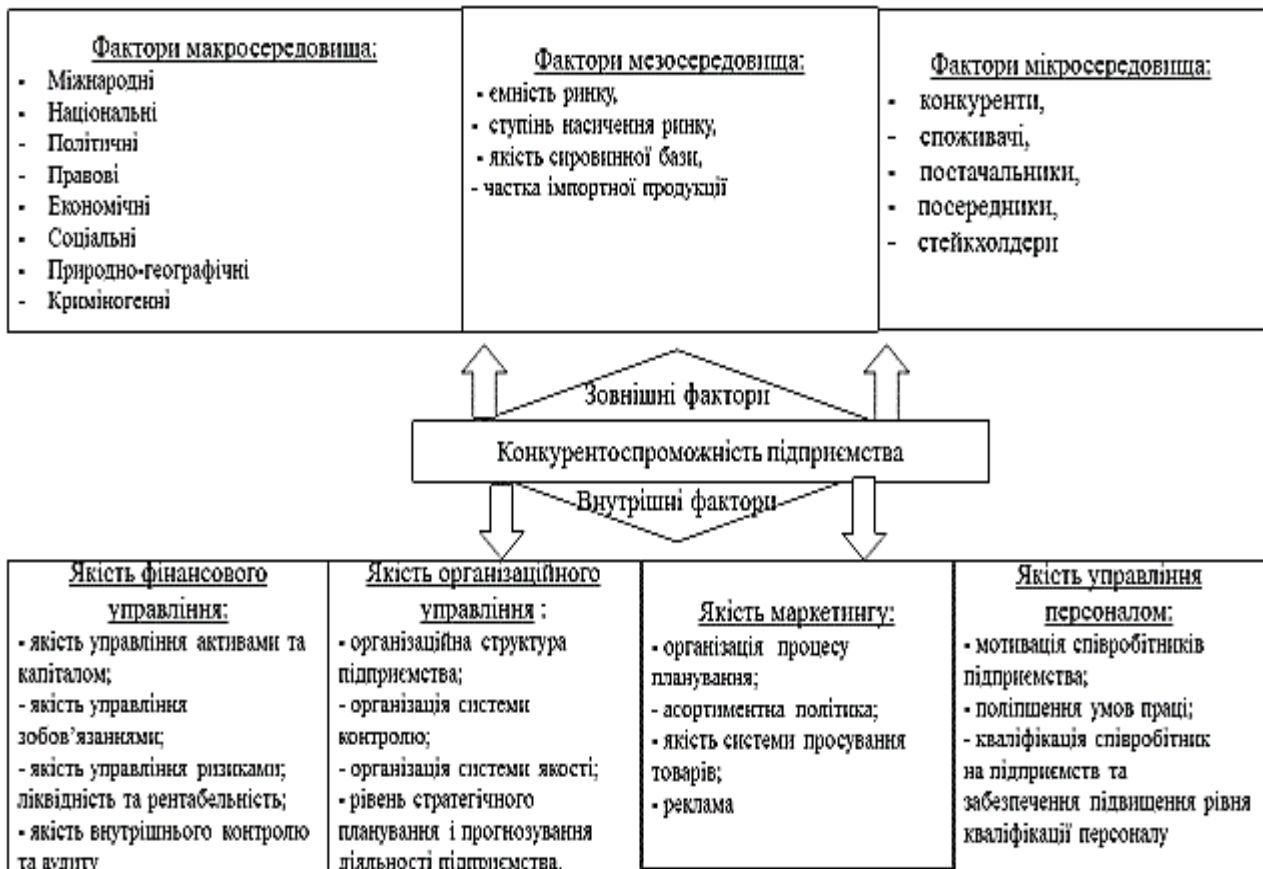 Фактори макросередовища:
- Міжнародні
- Національні
- Політичні
- Правові
- Економічні
- Соціальні
- Природно-географічні
- Криміногенні
Фактори мезосередовища:
- ємність ринку,
- ступінь насичення ринку,
- якість сировинної бази,
- частка імпортної продукції
Фактори мікросередовища:
- конкуренти,
- споживачі,
- постачальники,
- посередники,
- стейкхолдери
Зовнішні фактори
Конкурентоспроможність підприємства
Внутрішні фактори
Якість фінансового
управління:
- якість управління активами та
капіталом;
- якість управління
зобов’язаннями;
- якість управління ризиками;
ліквідність та рентабельність;
- якість внутрішнього контролю
та аудиту
Якість організаційного
управління :
- організаційна структура
підприємства;
- організація системи
контролю;
- організація системи якості;
- рівень стратегічного
планування і прогнозування
діяльності підприємства.
Якість маркетингу:
- організація процесу
планування;
- асортиментна політика;
- якість системи просування
товарів;
- реклама
Якість управління
персоналом:
- мотивація співробітників
підприємства;
- поліпшення умов праці;
- кваліфікація співробітник
на підприємств та
забезпечення підвищення рівня
кваліфікації персоналу